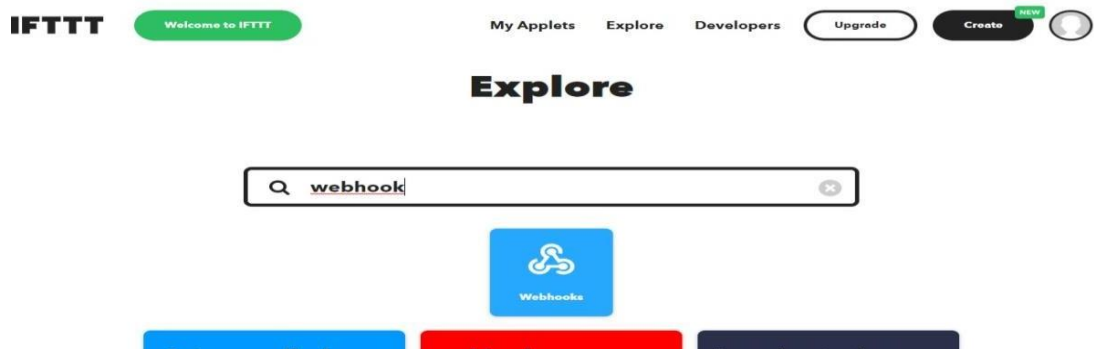 IFTTT Welcome to IFTTT My Applets Explore Developers Upgrade Create NEW
Explore
webhook
Webhooks